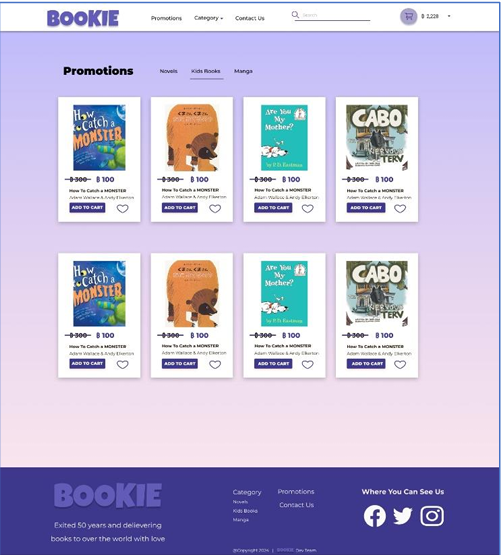 BOOKIE
Promotions Category Contact Us Search ฿ 2,228
Promotions
Novels Kids Books Manga
How to Catch a MONSTER
Are You My Mother?
by P.D. Eastman
CABO
NERVOUS TERV
฿ 300 ฿ 100 ฿ 300 ฿ 100 ฿ 300 ฿ 100 ฿ 300 ฿ 100
How To Catch a MONSTER How To Catch a MONSTER How To Catch a MONSTER How To Catch a MONSTER
Adam Wallace & Andy Elkerton Adam Wallace & Andy Elkerton Adam Wallace & Andy Elkerton Adam Wallace & Andy Elkerton
ADD TO CART ADD TO CART ADD TO CART ADD TO CART
How to Catch a MONSTER
Are You My Mother?
by P.D. Eastman
CABO
NERVOUS TERV
฿ 300 ฿ 100 ฿ 300 ฿ 100 ฿ 300 ฿ 100 ฿ 300 ฿ 100
How To Catch a MONSTER How To Catch a MONSTER How To Catch a MONSTER How To Catch a MONSTER
Adam Wallace & Andy Elkerton Adam Wallace & Andy Elkerton Adam Wallace & Andy Elkerton Adam Wallace & Andy Elkerton
ADD TO CART ADD TO CART ADD TO CART ADD TO CART
BOOKIE
Exited 50 years and delievering
books to over the world with love
Category Promotions
Novels
Kids Books Contact Us
Manga
Where You Can See Us
@Copyright 2024 | BOOKIE Dev Team